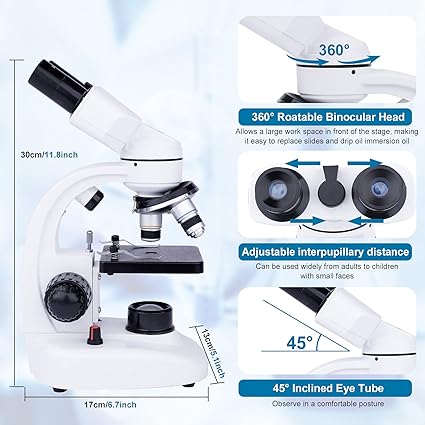 30cm/11.8inch
13cm/5.1inch
17cm/6.7inch
360°
360° Roatable Binocular Head
Allows a large work space in front of the stage, making
it easy to replace slides and drip oil immersion oil
Adjustable interpupillary distance
Can be used widely from adults to children
with small faces
45°
45° Inclined Eye Tube
Observe in a comfortable posture